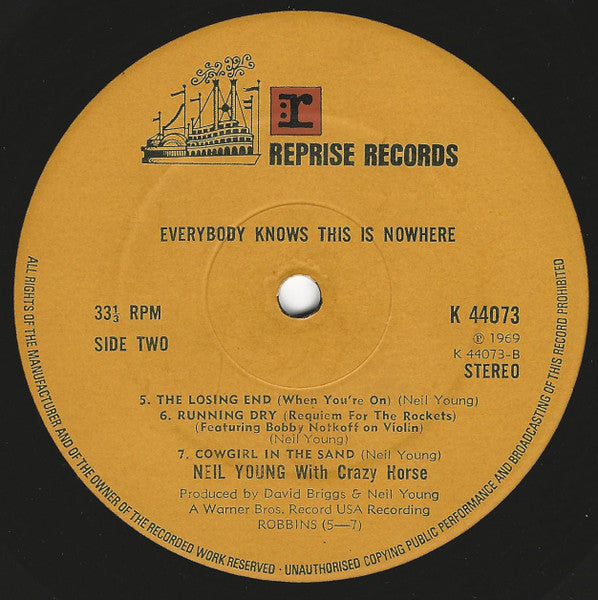 r
REPRISE RECORDS
EVERYBODY KNOWS THIS IS NOWHERE
33⅓ RPM
SIDE TWO
K 44073
℗ 1969
K 44073-B
STEREO
5. THE LOSING END (When You're On) (Neil Young)
6. RUNNING DRY (Requiem For The Rockets)
(Featuring Bobby Notkoff on Violin)
(Neil Young)
7. COWGIRL IN THE SAND (Neil Young)
NEIL YOUNG With Crazy Horse
Produced by David Briggs & Neil Young
A Warner Bros. Record USA Recording
ROBBINS (5—7)
ALL RIGHTS OF THE MANUFACTURER AND OF THE OWNER OF THE RECORDED WORK RESERVED · UNAUTHORISED COPYING PUBLIC PERFORMANCE AND BROADCASTING OF THIS RECORD PROHIBITED